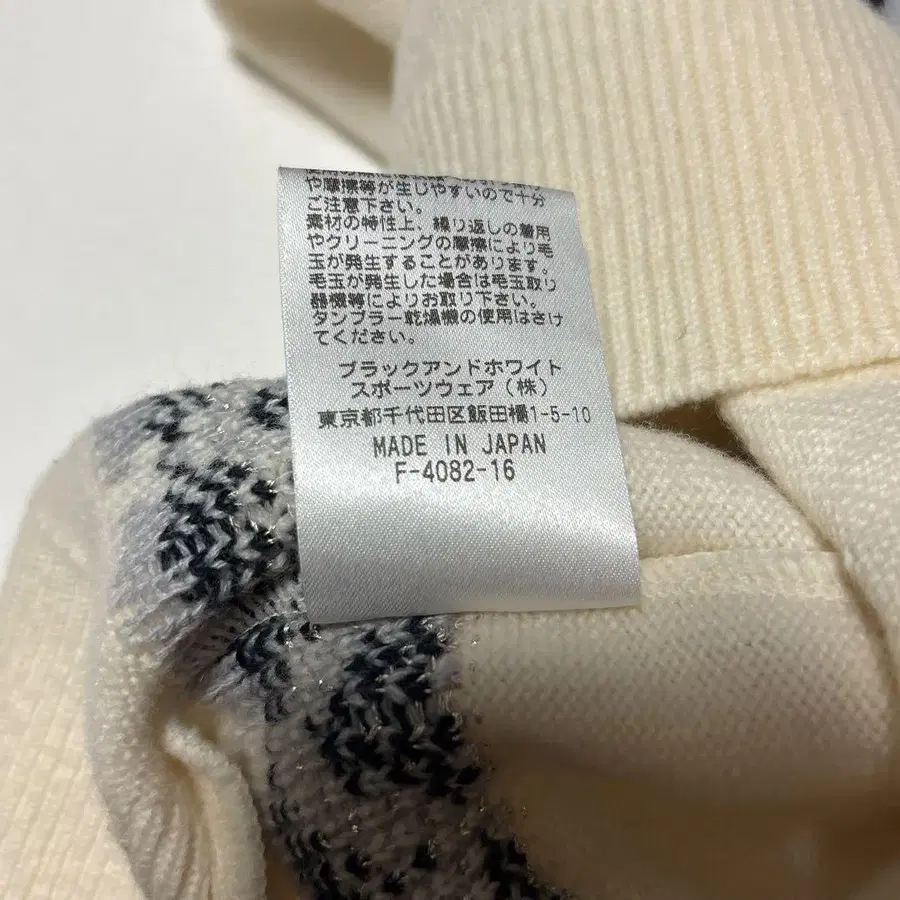 や摩擦等が生じやすいので十分
ご注意下さい。
素材の特性上、繰り返しの着用
やクリーニングの摩擦により毛
玉が発生することがあります。
毛玉が発生した場合は毛玉取り
器機等によりお取り下さい。
タンブラー乾燥機の使用はさけ
てください。
ブラックアンドホワイト
スポーツウェア(株)
東京都千代田区飯田橋1-5-10
MADE IN JAPAN
F-4082-16